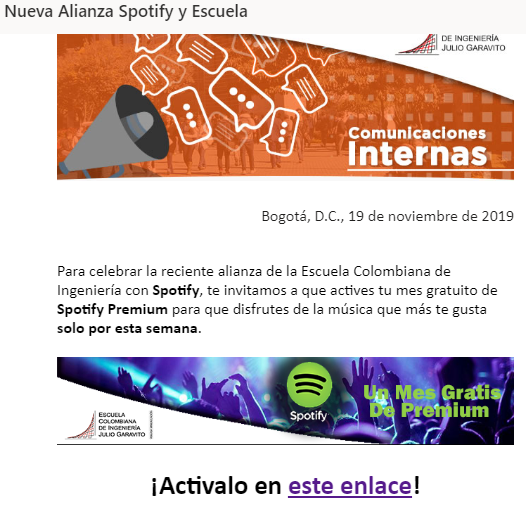 Nueva Alianza Spotify y Escuela
DE INGENIERÍA
JULIO GARAVITO
Comunicaciones
Internas
Bogotá, D.C., 19 de noviembre de 2019
Para celebrar la reciente alianza de la Escuela Colombiana de
Ingeniería con Spotify, te invitamos a que actives tu mes gratuito de
Spotify Premium para que disfrutes de la música que más te gusta
solo por esta semana.
Spotify
Un Mes Gratis
De Premium
ESCUELA
COLOMBIANA
DE INGENIERÍA
JULIO GARAVITO
¡Activalo en este enlace!